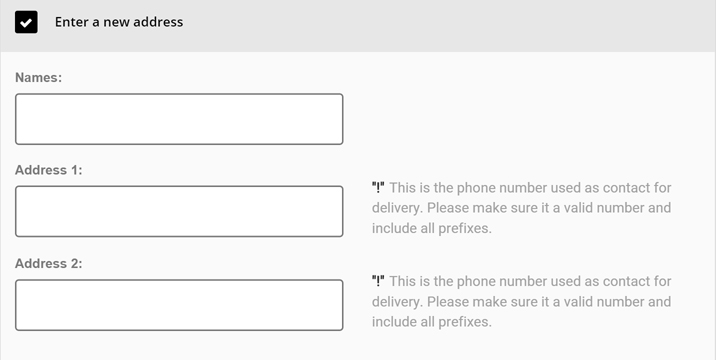 Enter a new address
Names:
Address 1:
"!" This is the phone number used as contact for
delivery. Please make sure it a valid number and
include all prefixes.
Address 2:
"!" This is the phone number used as contact for
delivery. Please make sure it a valid number and
include all prefixes.